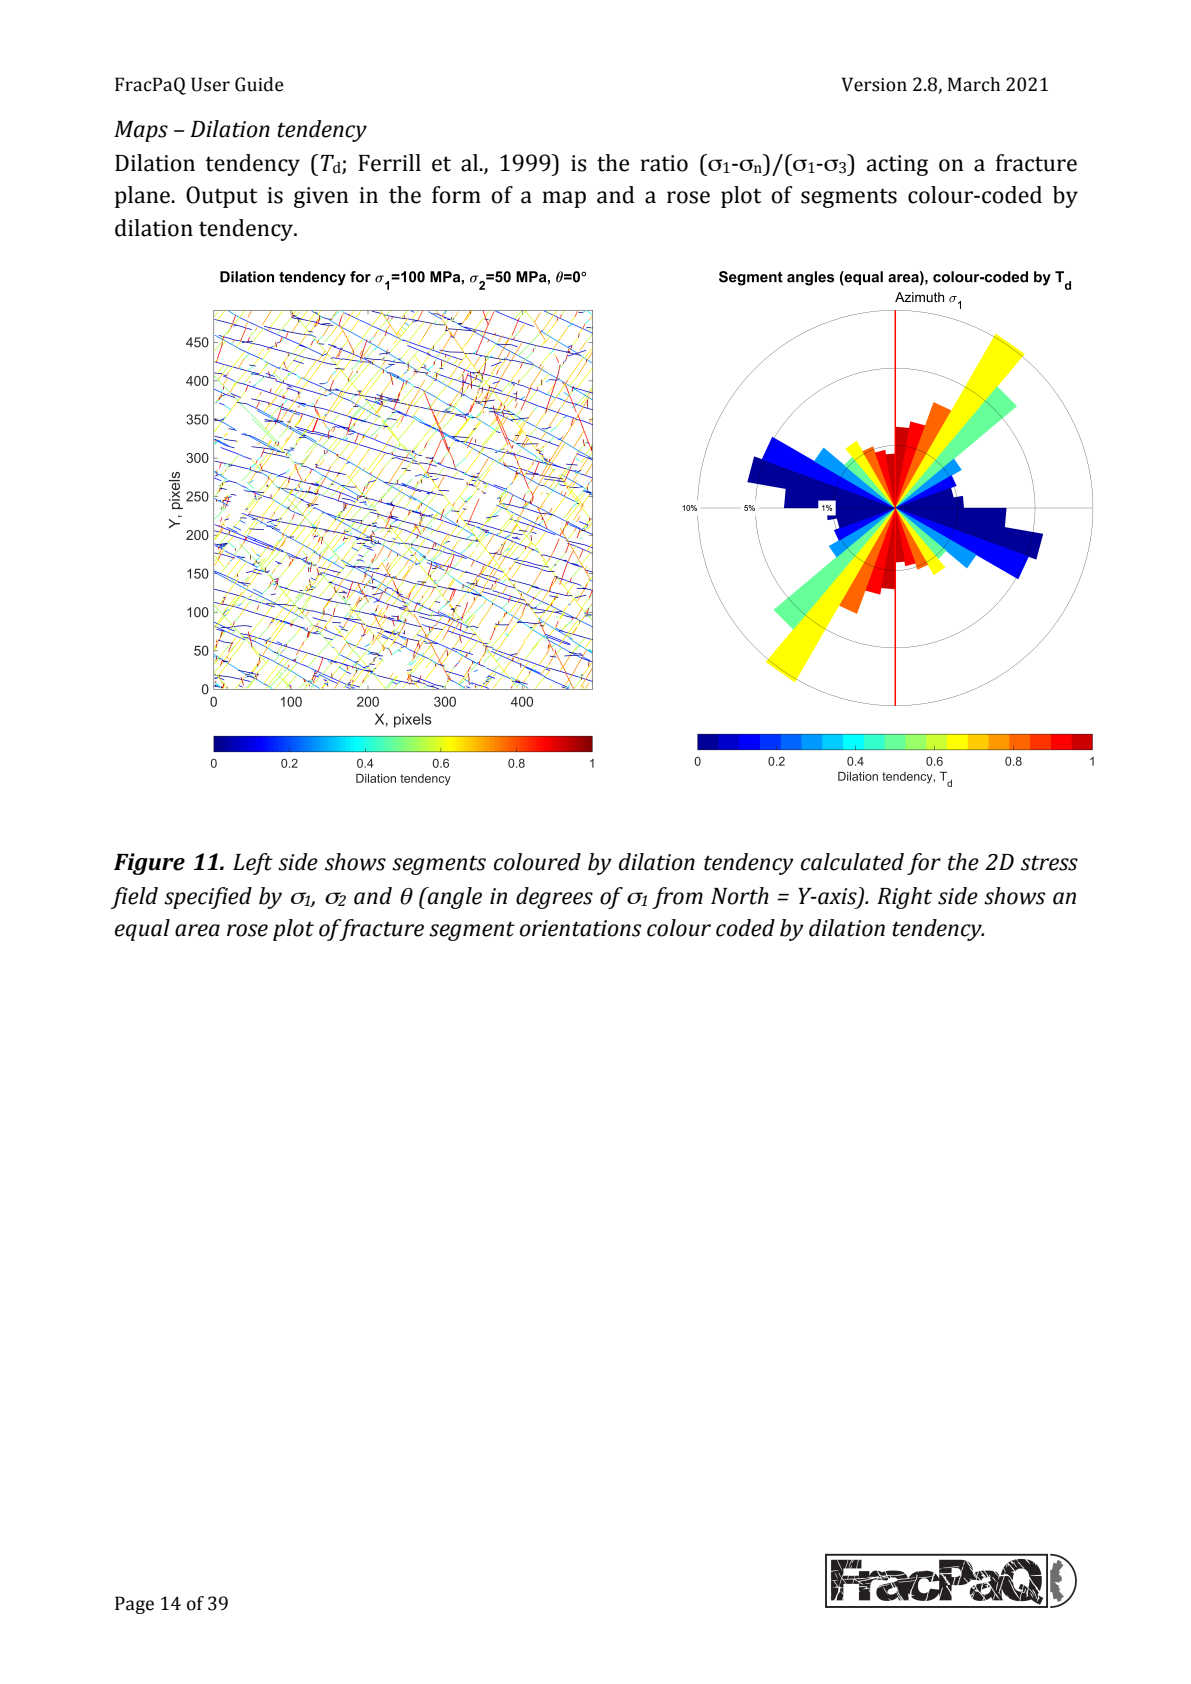 FracPaQ User Guide
Version 2.8, March 2021
Maps – Dilation tendency
Dilation tendency (Td; Ferrill et al., 1999) is the ratio (σ1-σn)/(σ1-σ3) acting on a fracture
plane. Output is given in the form of a map and a rose plot of segments colour-coded by
dilation tendency.
Dilation tendency for σ1=100 MPa, σ2=50 MPa, θ=0°
450
400
350
300
250
200
150
100
50
0
Y, pixels
0 100 200 300 400
X, pixels
0 0.2 0.4 0.6 0.8 1
Dilation tendency
Segment angles (equal area), colour-coded by Td
Azimuth σ1
10% 5% 1%
0 0.2 0.4 0.6 0.8 1
Dilation tendency, Td
Figure 11. Left side shows segments coloured by dilation tendency calculated for the 2D stress
field specified by σ1, σ2 and θ (angle in degrees of σ1 from North = Y-axis). Right side shows an
equal area rose plot of fracture segment orientations colour coded by dilation tendency.
Page 14 of 39
FracPaQ